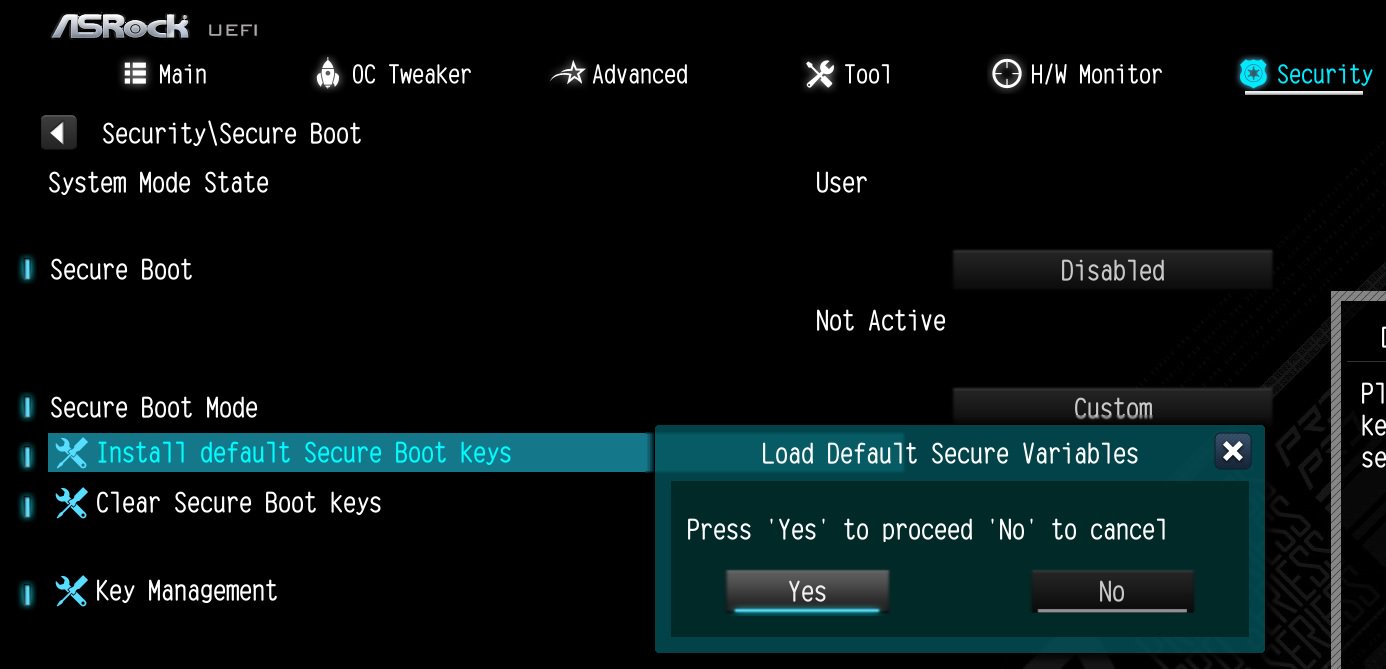 ASRock UEFI
Main OC Tweaker Advanced Tool H/W Monitor Security
Security\Secure Boot
System Mode State User
Secure Boot Disabled
Not Active
Secure Boot Mode Custom
Install default Secure Boot keys
Load Default Secure Variables
Clear Secure Boot keys
Press 'Yes' to proceed 'No' to cancel
Key Management
Yes No